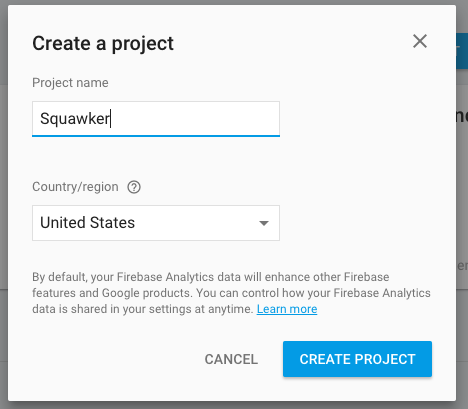 Create a project
Project name
Squawker
Country/region
United States
By default, your Firebase Analytics data will enhance other Firebase
features and Google products. You can control how your Firebase Analytics
data is shared in your settings at anytime. Learn more
CANCEL
CREATE PROJECT